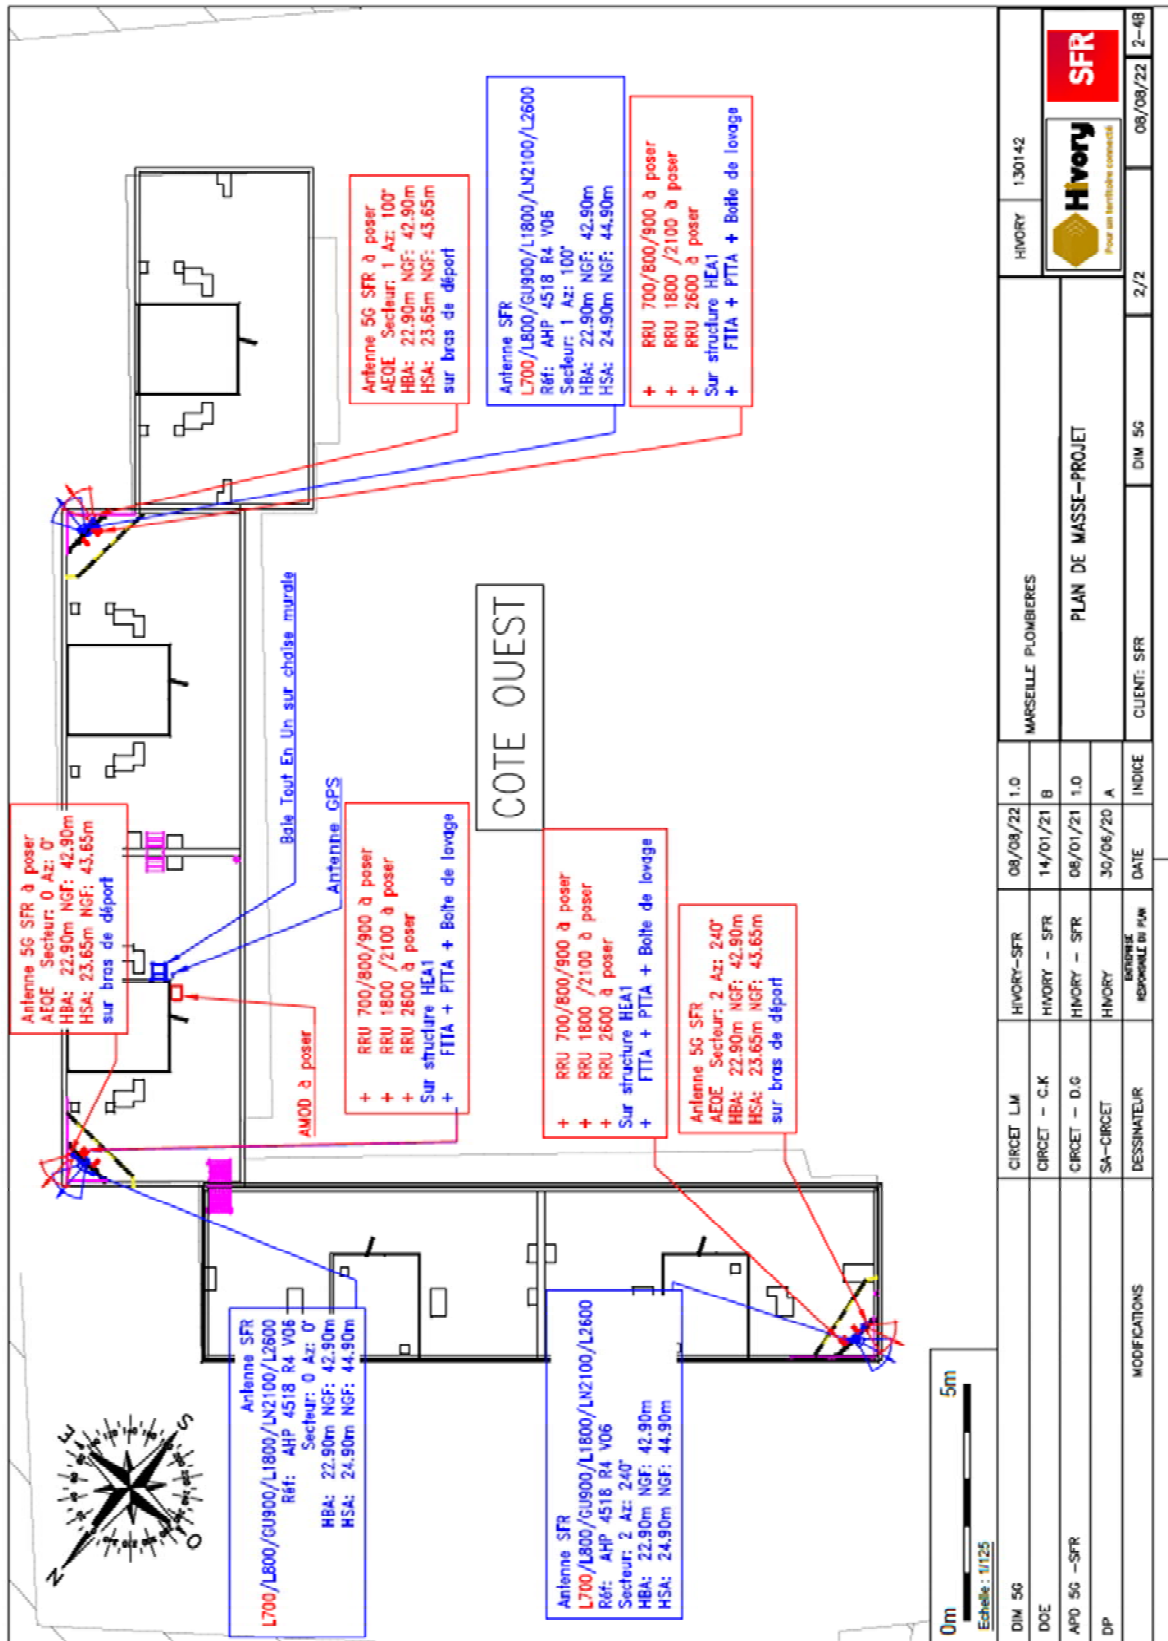 Antenne 5G SFR à poser
AEQE Secteur: 0 Az: 0°
HBA: 22.90m NGF: 42.90m
HSA: 23.65m NGF: 43.65m
sur bras de déport
Antenne 5G SFR à poser
AEQE Secteur: 1 Az: 100°
HBA: 22.90m NGF: 42.90m
HSA: 23.65m NGF: 43.65m
sur bras de déport
Antenne SFR
L700/L800/GU900/L1800/LN2100/L2600
Réf: AHP 4518 R4 V06
Secteur: 1 Az: 100°
HBA: 22.90m NGF: 42.90m
HSA: 24.90m NGF: 44.90m
+ RRU 700/800/900 à poser
+ RRU 1800 /2100 à poser
+ RRU 2600 à poser
Sur structure HEA1
+ FTTA + PTTA + Boite de lovage
Baie Tout En Un sur chaise murale
Antenne GPS
AMOD à poser
+ RRU 700/800/900 à poser
+ RRU 1800 /2100 à poser
+ RRU 2600 à poser
Sur structure HEA1
+ FTTA + PTTA + Boite de lovage
COTE OUEST
+ RRU 700/800/900 à poser
+ RRU 1800 /2100 à poser
+ RRU 2600 à poser
Sur structure HEA1
+ FTTA + PTTA + Boite de lovage
Antenne 5G SFR
AEQE Secteur: 2 Az: 240°
HBA: 22.90m NGF: 42.90m
HSA: 23.65m NGF: 43.65m
sur bras de déport
Antenne SFR
L700/L800/GU900/L1800/LN2100/L2600
Réf: AHP 4518 R4 V06
Secteur: 0 Az: 0°
HBA: 22.90m NGF: 42.90m
HSA: 24.90m NGF: 44.90m
Antenne SFR
L700/L800/GU900/L1800/LN2100/L2600
Réf: AHP 4518 R4 V06
Secteur: 2 Az: 240°
HBA: 22.90m NGF: 42.90m
HSA: 24.90m NGF: 44.90m
N
E
S
O
0m 5m
Echelle : 1/125
DIM 5G CIRCET L.M HIVORY-SFR 08/08/22 1.0
DOE CIRCET - C.K HIVORY - SFR 14/01/21 B
APD 5G -SFR CIRCET - D.G HIVORY - SFR 08/01/21 1.0
DP SA-CIRCET HIVORY 30/06/20 A
MODIFICATIONS DESSINATEUR ENTREPRISE RESPONSABLE DU PLAN DATE INDICE
MARSEILLE PLOMBIERES
HIVORY 130142
PLAN DE MASSE-PROJET
Hivory
Pour un territoire connecté
SFR
CLIENT: SFR DIM 5G 2/2 08/08/22 2-48